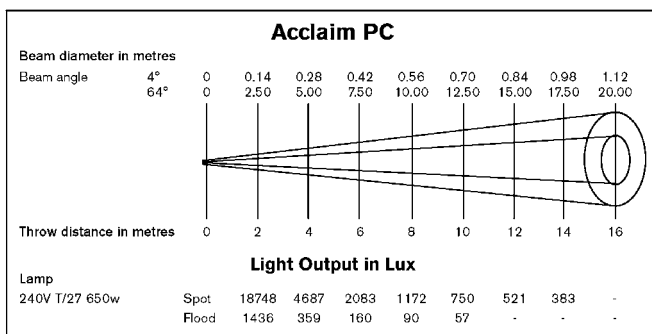 Acclaim PC
Beam diameter in metres
Beam angle 4° 0 0.14 0.28 0.42 0.56 0.70 0.84 0.98 1.12
64° 0 2.50 5.00 7.50 10.00 12.50 15.00 17.50 20.00
Throw distance in metres 0 2 4 6 8 10 12 14 16
Light Output in Lux
Lamp
240V T/27 650w Spot 18748 4687 2083 1172 750 521 383 -
Flood 1436 359 160 90 57 - - -